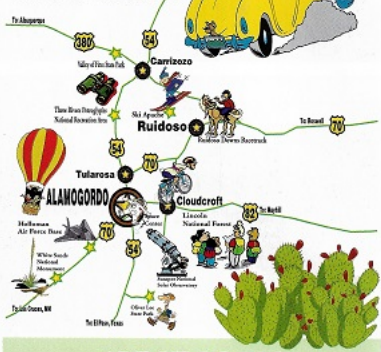 To: Albuquerque
380
54
Valley of Fires State Park
Carrizozo
Three Rivers Petroglyphs
National Recreation Area
Ski Apache
Ruidoso
To: Roswell
70
Ruidoso Downs Racetrack
54
70
Tularosa
ALAMOGORDO
Cloudcroft
Space
Center
Lincoln
National Forest
82
To: Mayhill
Holloman
Air Force Base
70
54
White Sands
National
Monument
Sunspot National
Solar Observatory
Oliver Lee
State Park
To: Las Cruces, NM
To: El Paso, Texas